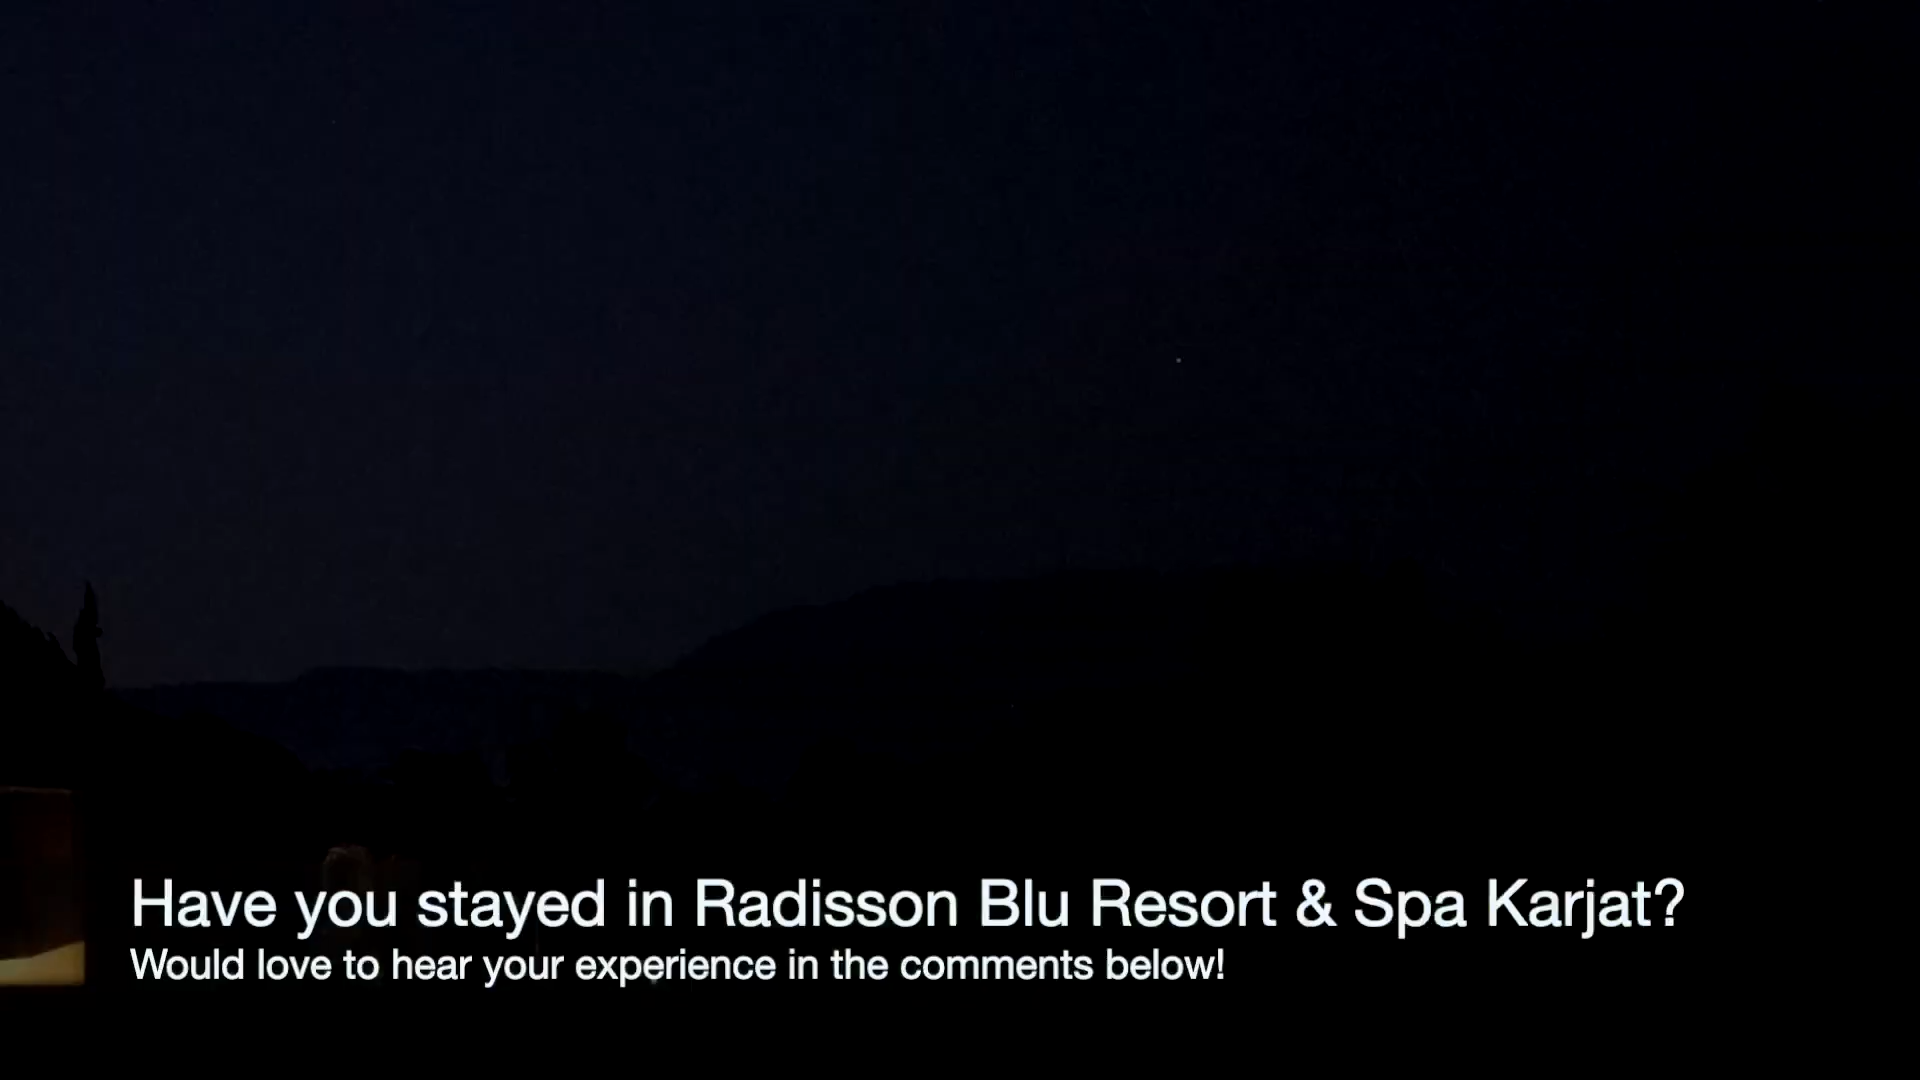 Have you stayed in Radisson Blu Resort & Spa Karjat?
Would love to hear your experience in the comments below!